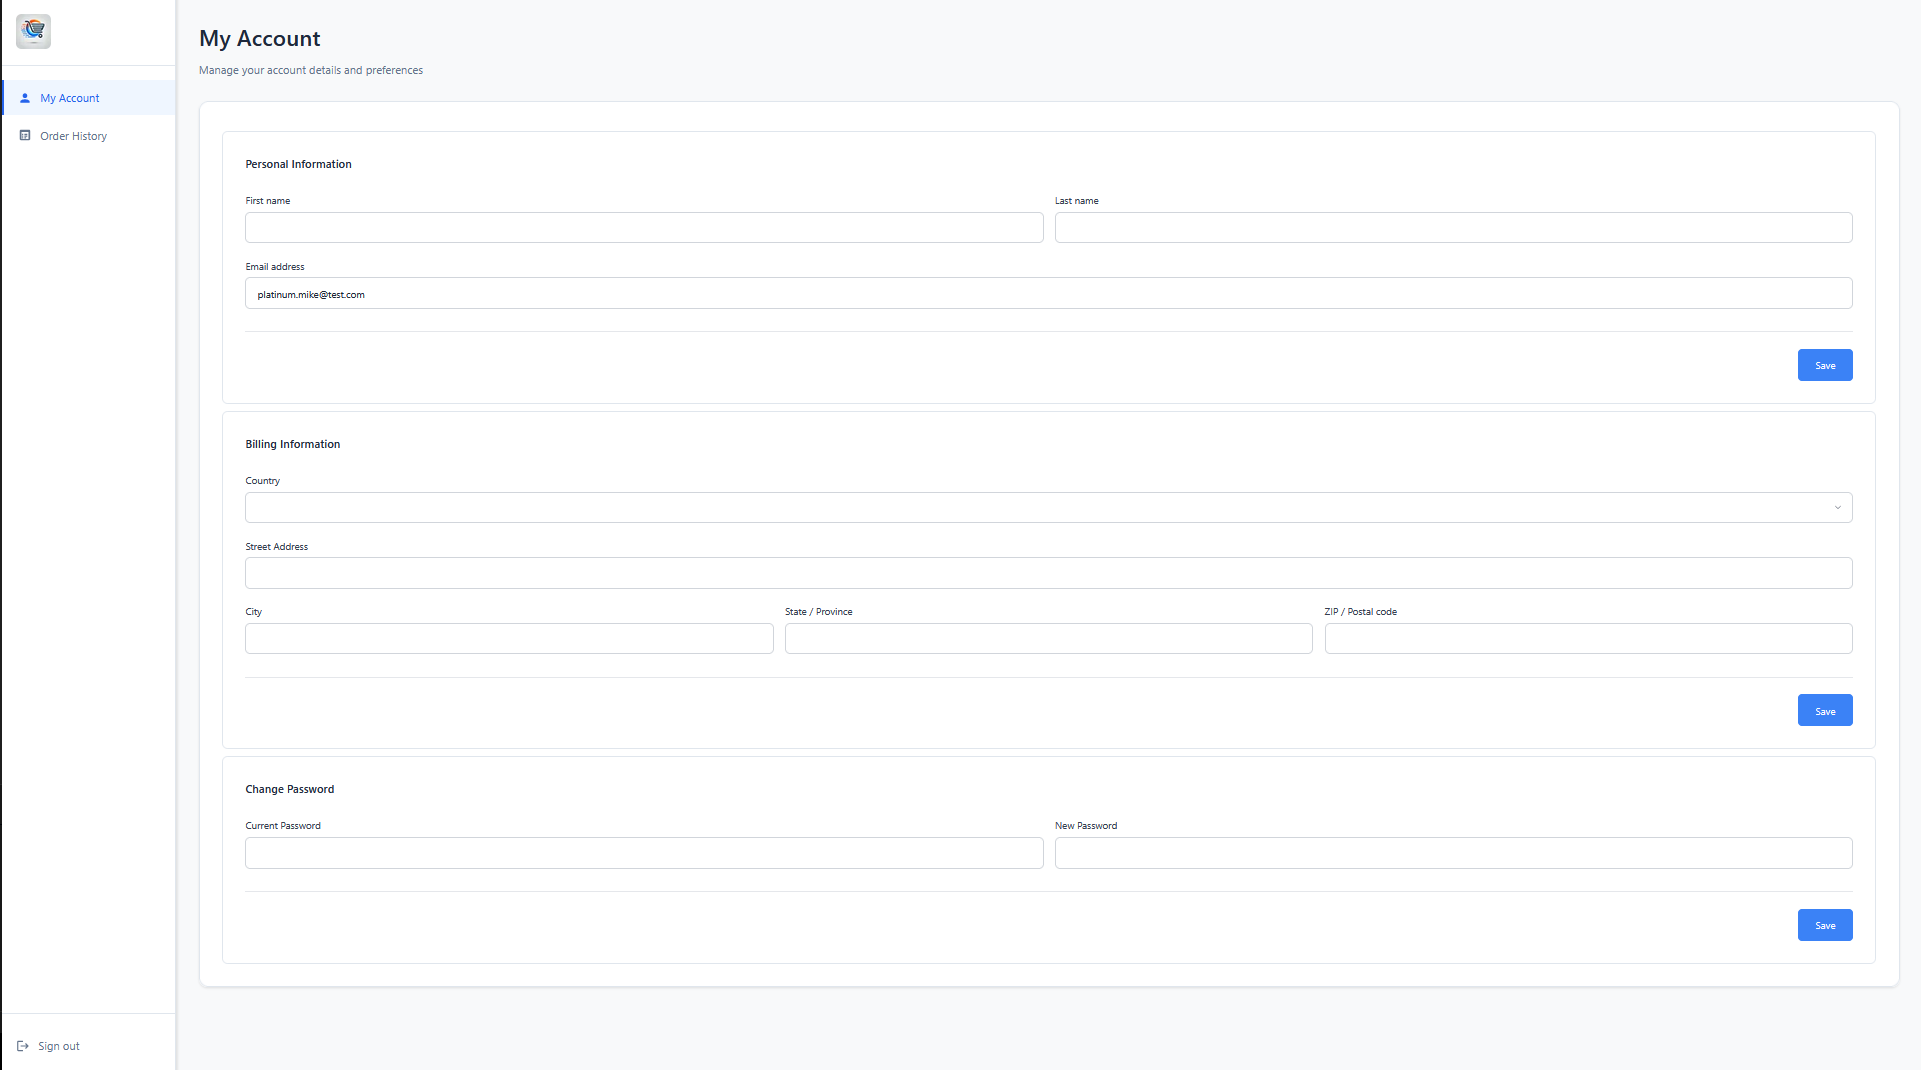 My Account
Manage your account details and preferences
My Account
Order History
Personal Information
First name
Last name
Email address
platinum.mike@test.com
Save
Billing Information
Country
Street Address
City
State / Province
ZIP / Postal code
Save
Change Password
Current Password
New Password
Save
Sign out